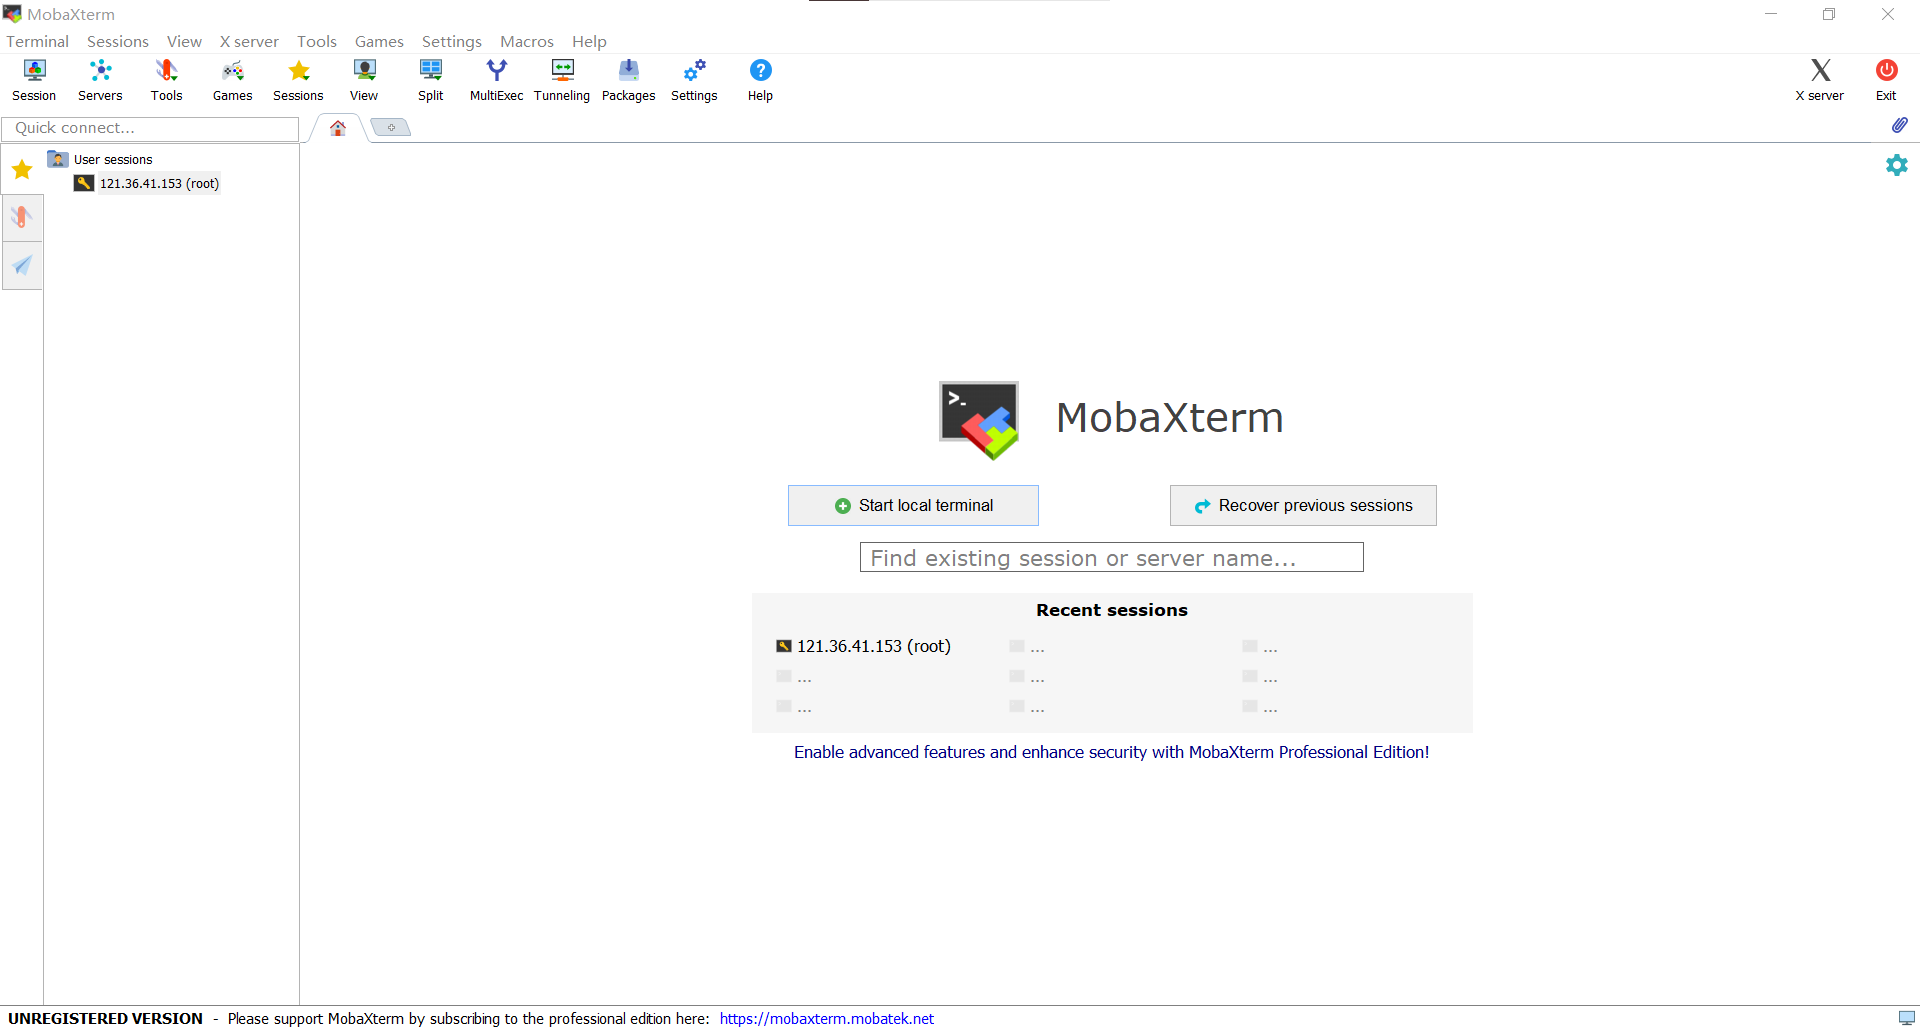 MobaXterm
Terminal Sessions View X server Tools Games Settings Macros Help
Session Servers Tools Games Sessions View Split MultiExec Tunneling Packages Settings Help X server Exit
Quick connect...
User sessions
121.36.41.153 (root)
>_
MobaXterm
Start local terminal Recover previous sessions
Find existing session or server name...
Recent sessions
121.36.41.153 (root) ... ...
... ... ...
... ... ...
Enable advanced features and enhance security with MobaXterm Professional Edition!
UNREGISTERED VERSION - Please support MobaXterm by subscribing to the professional edition here: https://mobaxterm.mobatek.net